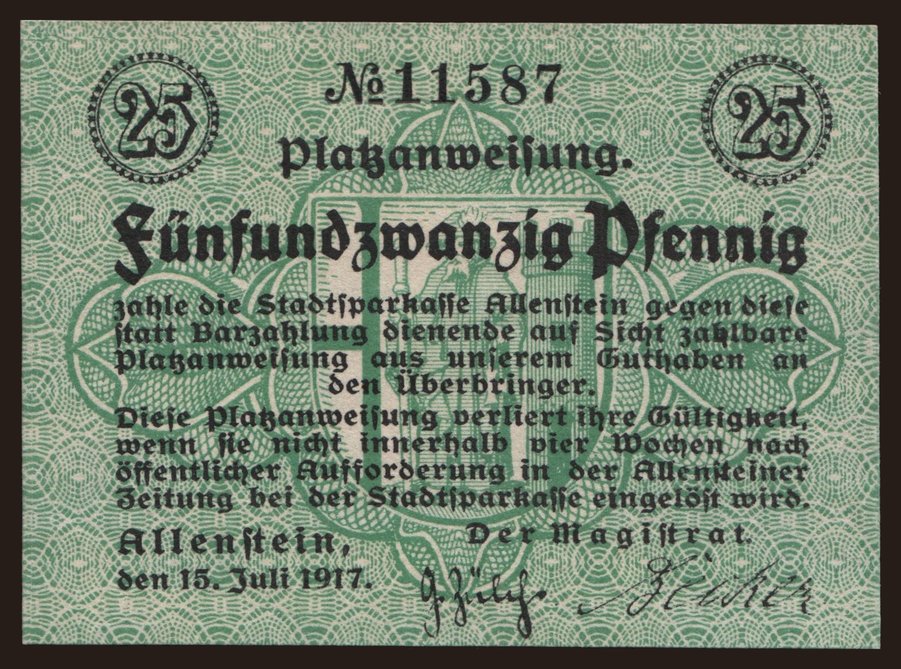 25 № 11587 25
Platzanweisung.
Fünfundzwanzig Pfennig
zahle die Stadtsparkasse Allenstein gegen diese
statt Barzahlung dienende auf Sicht zahlbare
Platzanweisung aus unserem Guthaben an
den Überbringer.
Diese Platzanweisung verliert ihre Gültigkeit,
wenn sie nicht innerhalb vier Wochen nach
öffentlicher Aufforderung in der Allensteiner
Zeitung bei der Stadtsparkasse eingelöst wird.
Allenstein,
Der Magistrat.
den 15. Juli 1917.
G. Zülch